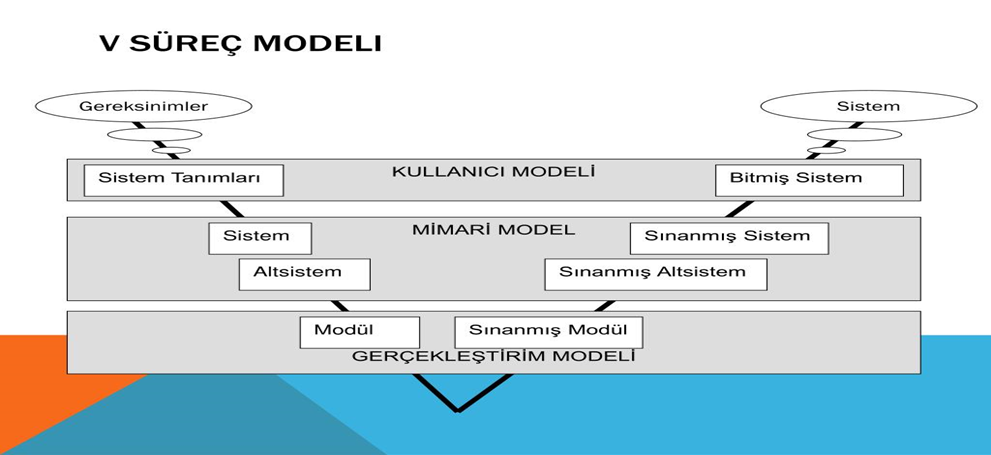 V SÜREÇ MODELI
Gereksinimler
Sistem
KULLANICI MODELİ
Sistem Tanımları
Bitmiş Sistem
MİMARİ MODEL
Sistem
Sınanmış Sistem
Altsistem
Sınanmış Altsistem
Modül
Sınanmış Modül
GERÇEKLEŞTİRİM MODELİ